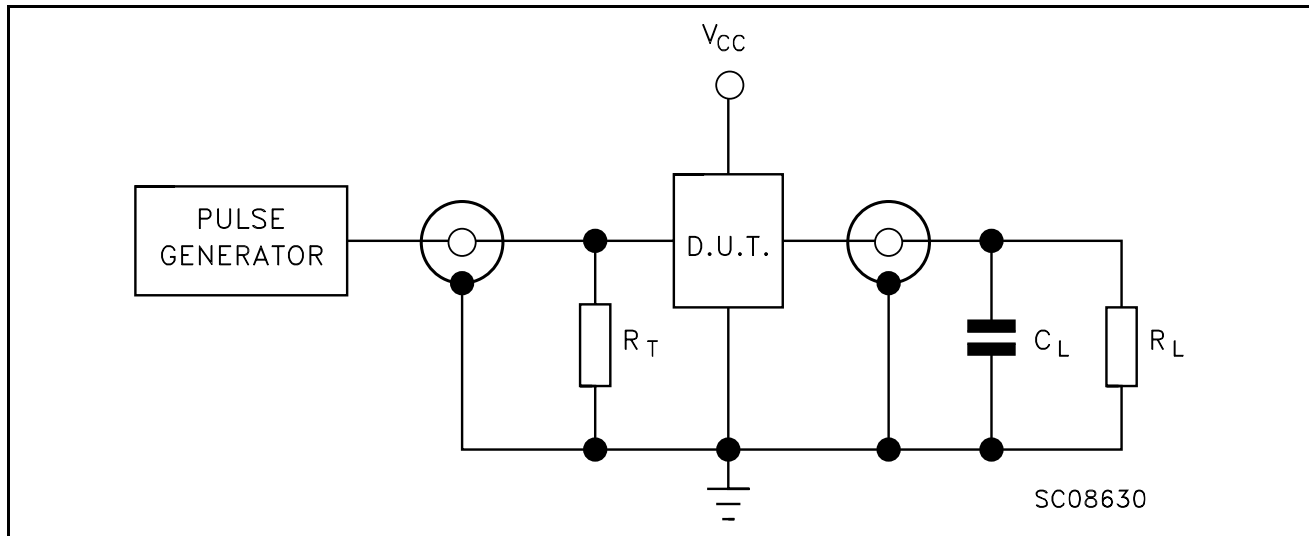 VCC
PULSE
GENERATOR
D.U.T.
RT
CL
RL
SC08630